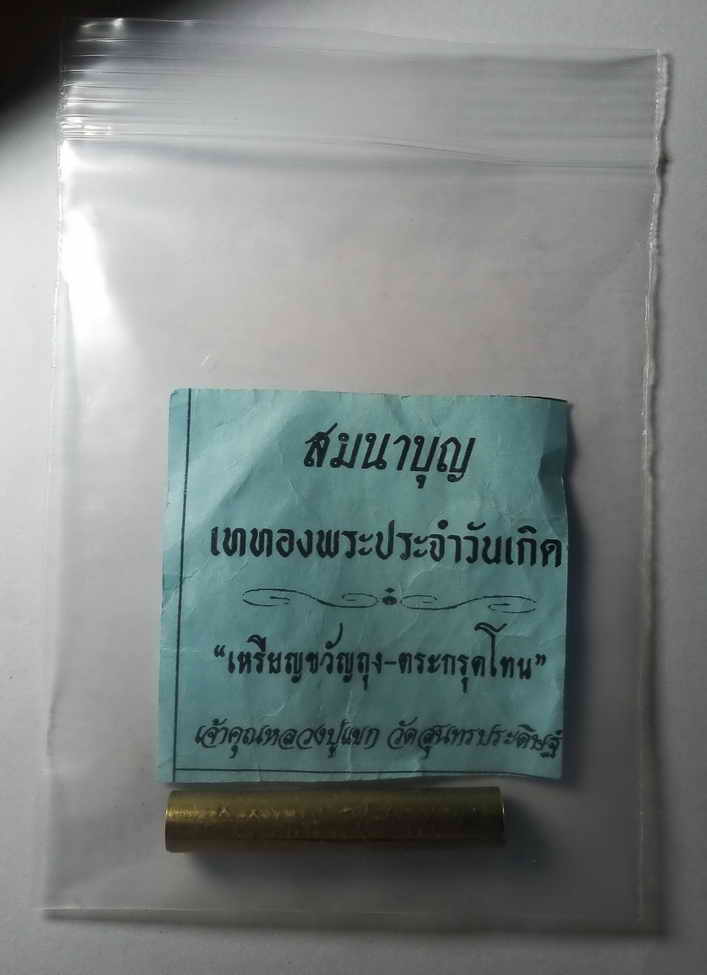 สมนาบุญ
เททองพระประจำวันเกิด
“เหรียญขวัญถุง-ตระกรุดโทน”
เจ้าคุณหลวงปู่แขก วัดสุนทรประดิษฐ์